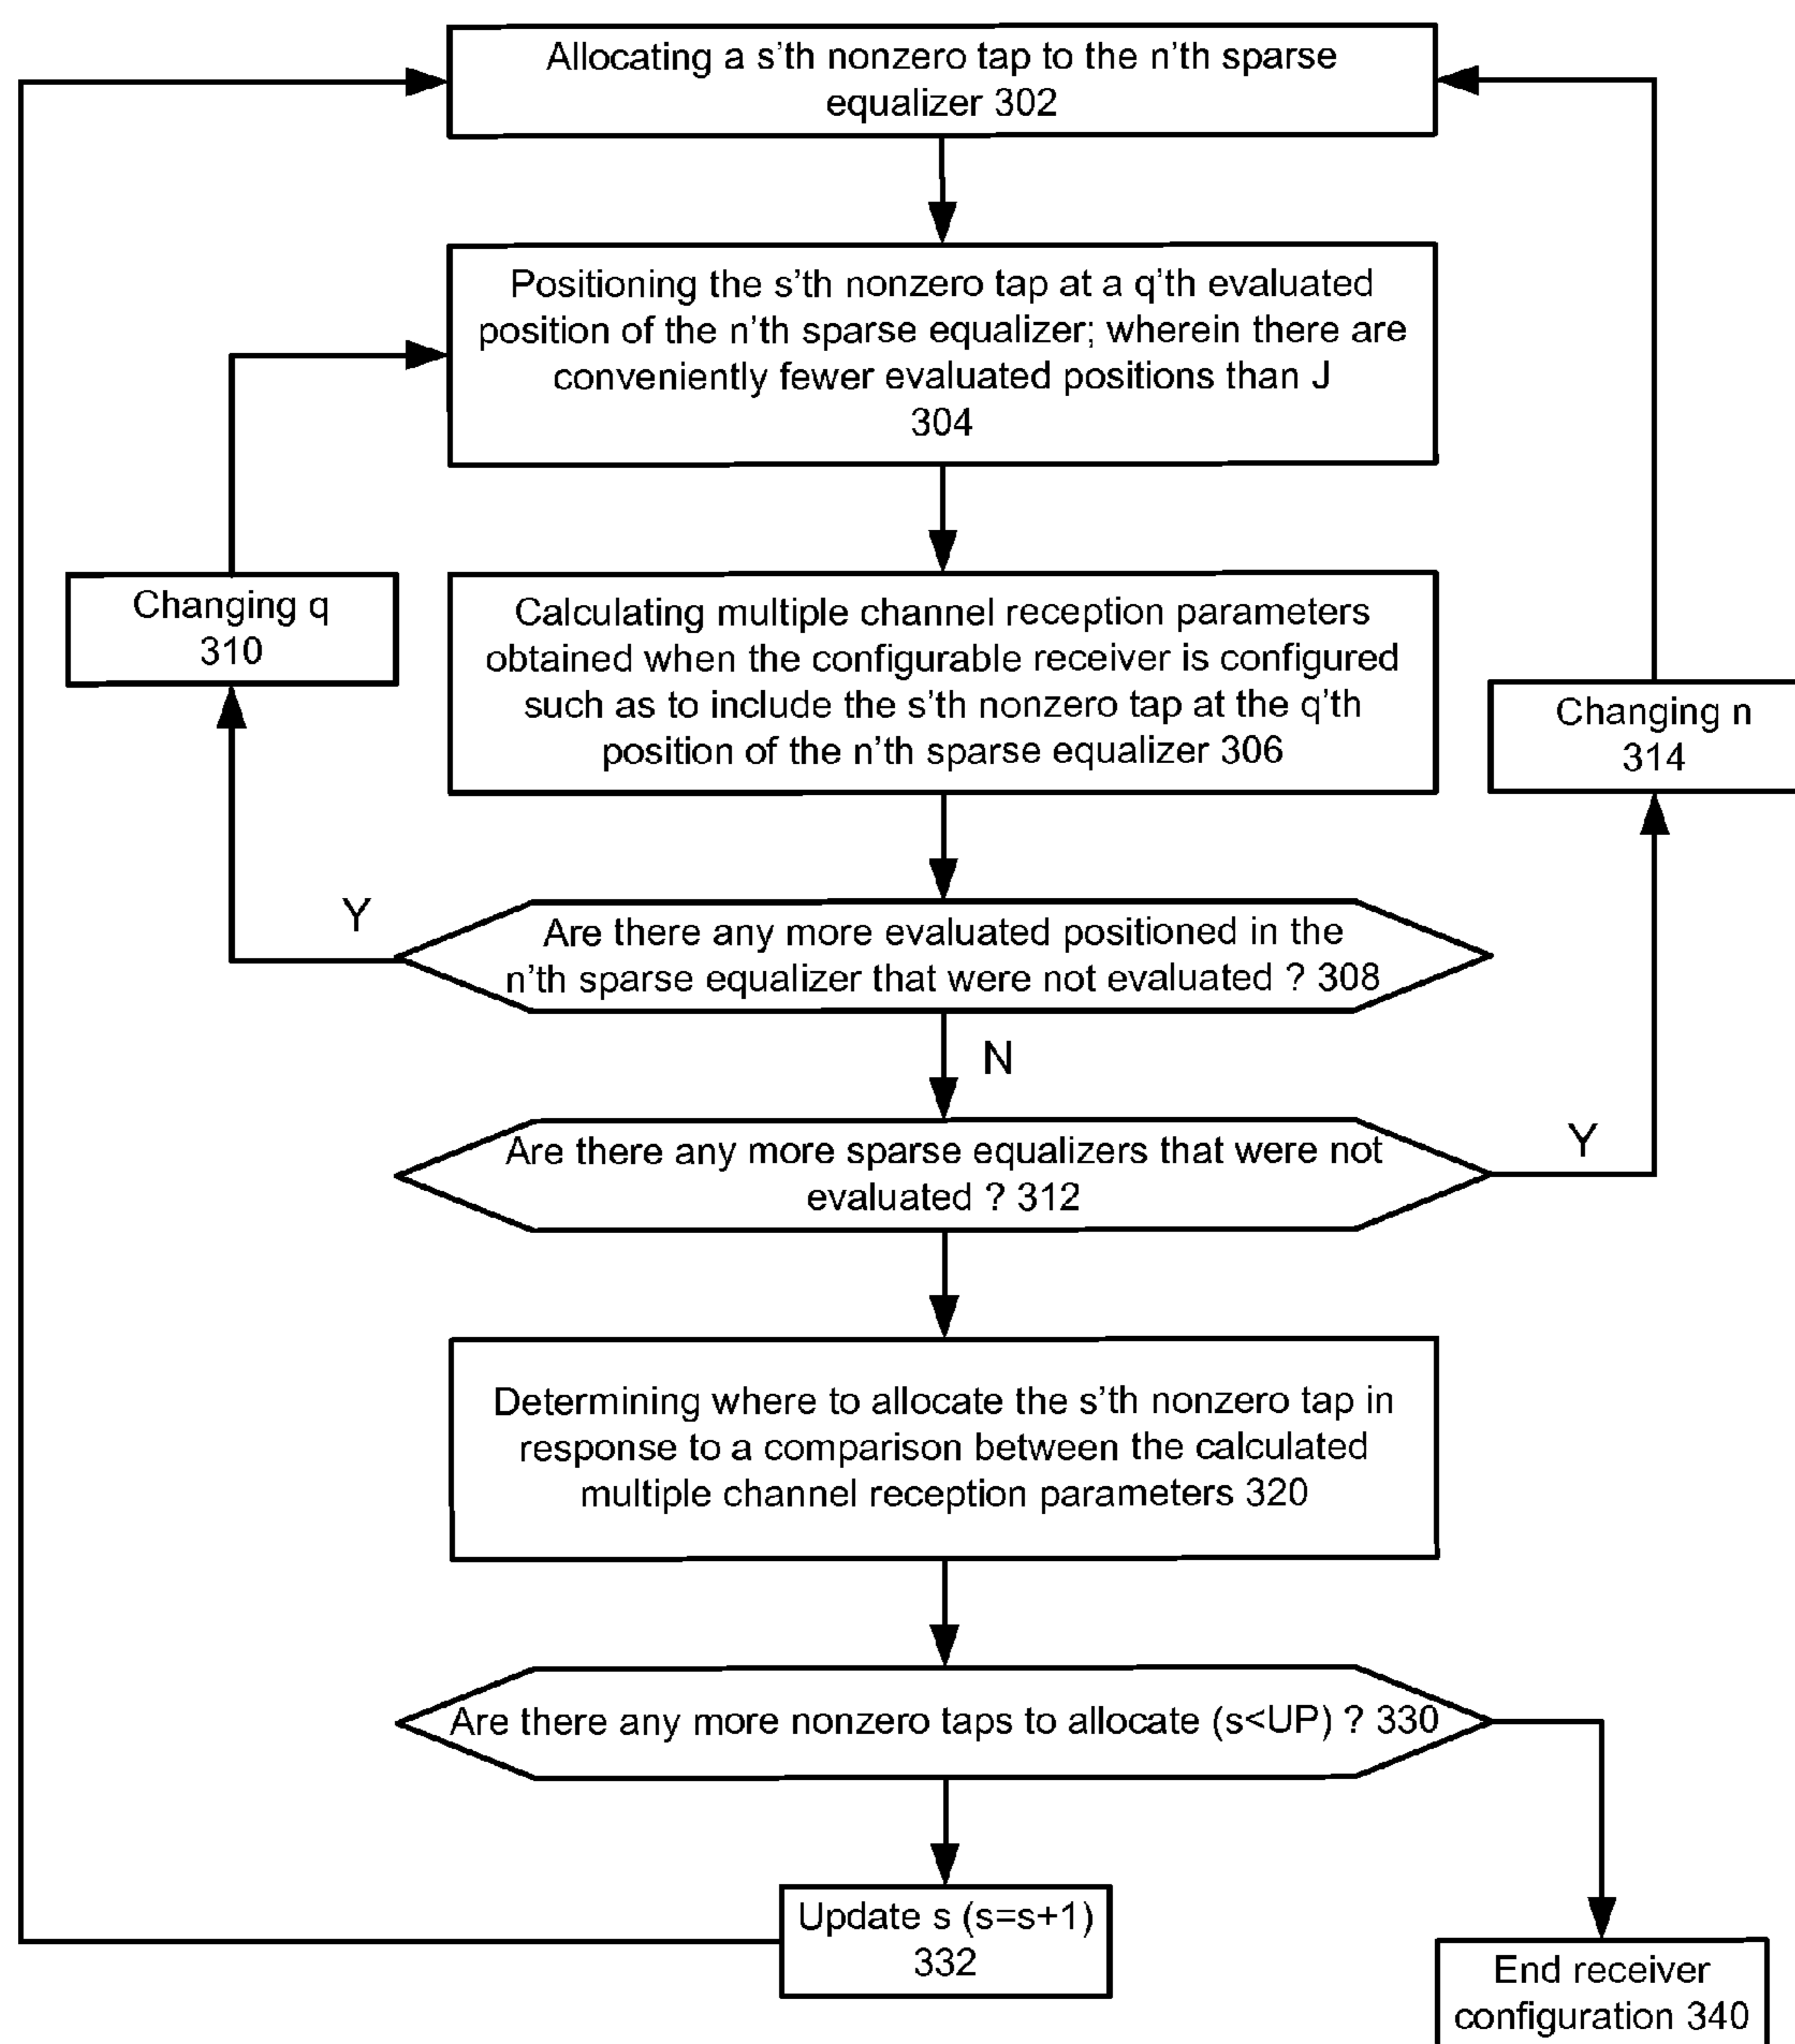 Allocating a s'th nonzero tap to the n'th sparse
equalizer 302
Positioning the s'th nonzero tap at a q'th evaluated
position of the n'th sparse equalizer; wherein there are
conveniently fewer evaluated positions than J
304
Changing q
310
Calculating multiple channel reception parameters
obtained when the configurable receiver is configured
such as to include the s'th nonzero tap at the q'th
position of the n'th sparse equalizer 306
Changing n
314
Y
Are there any more evaluated positioned in the
n'th sparse equalizer that were not evaluated ? 308
N
Are there any more sparse equalizers that were not
evaluated ? 312
Y
Determining where to allocate the s'th nonzero tap in
response to a comparison between the calculated
multiple channel reception parameters 320
Are there any more nonzero taps to allocate (s<UP) ? 330
Update s (s=s+1)
332
End receiver
configuration 340